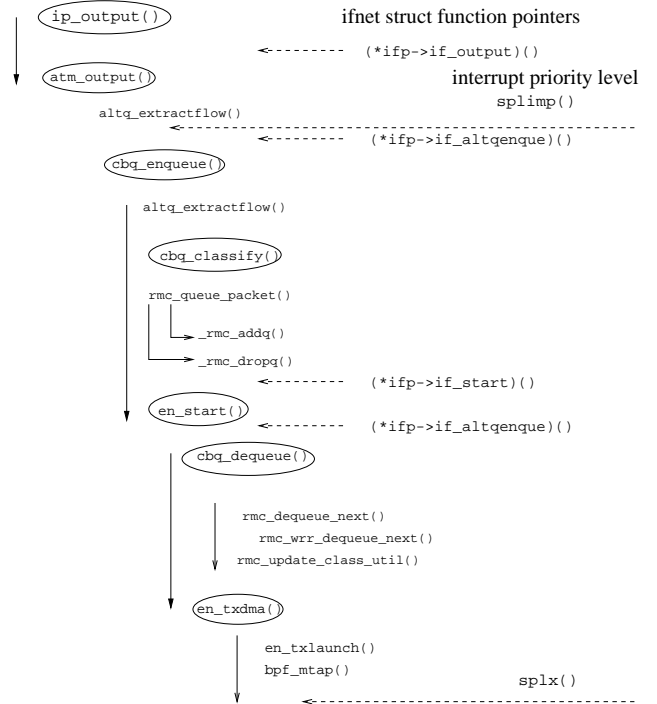 ip_output()
ifnet struct function pointers
(*ifp->if_output)()
atm_output()
interrupt priority level
splimp()
altq_extractflow()
(*ifp->if_altqenque)()
cbq_enqueue()
altq_extractflow()
cbq_classify()
rmc_queue_packet()
_rmc_addq()
_rmc_dropq()
(*ifp->if_start)()
en_start()
(*ifp->if_altqenque)()
cbq_dequeue()
rmc_dequeue_next()
rmc_wrr_dequeue_next()
rmc_update_class_util()
en_txdma()
en_txlaunch()
bpf_mtap()
splx()